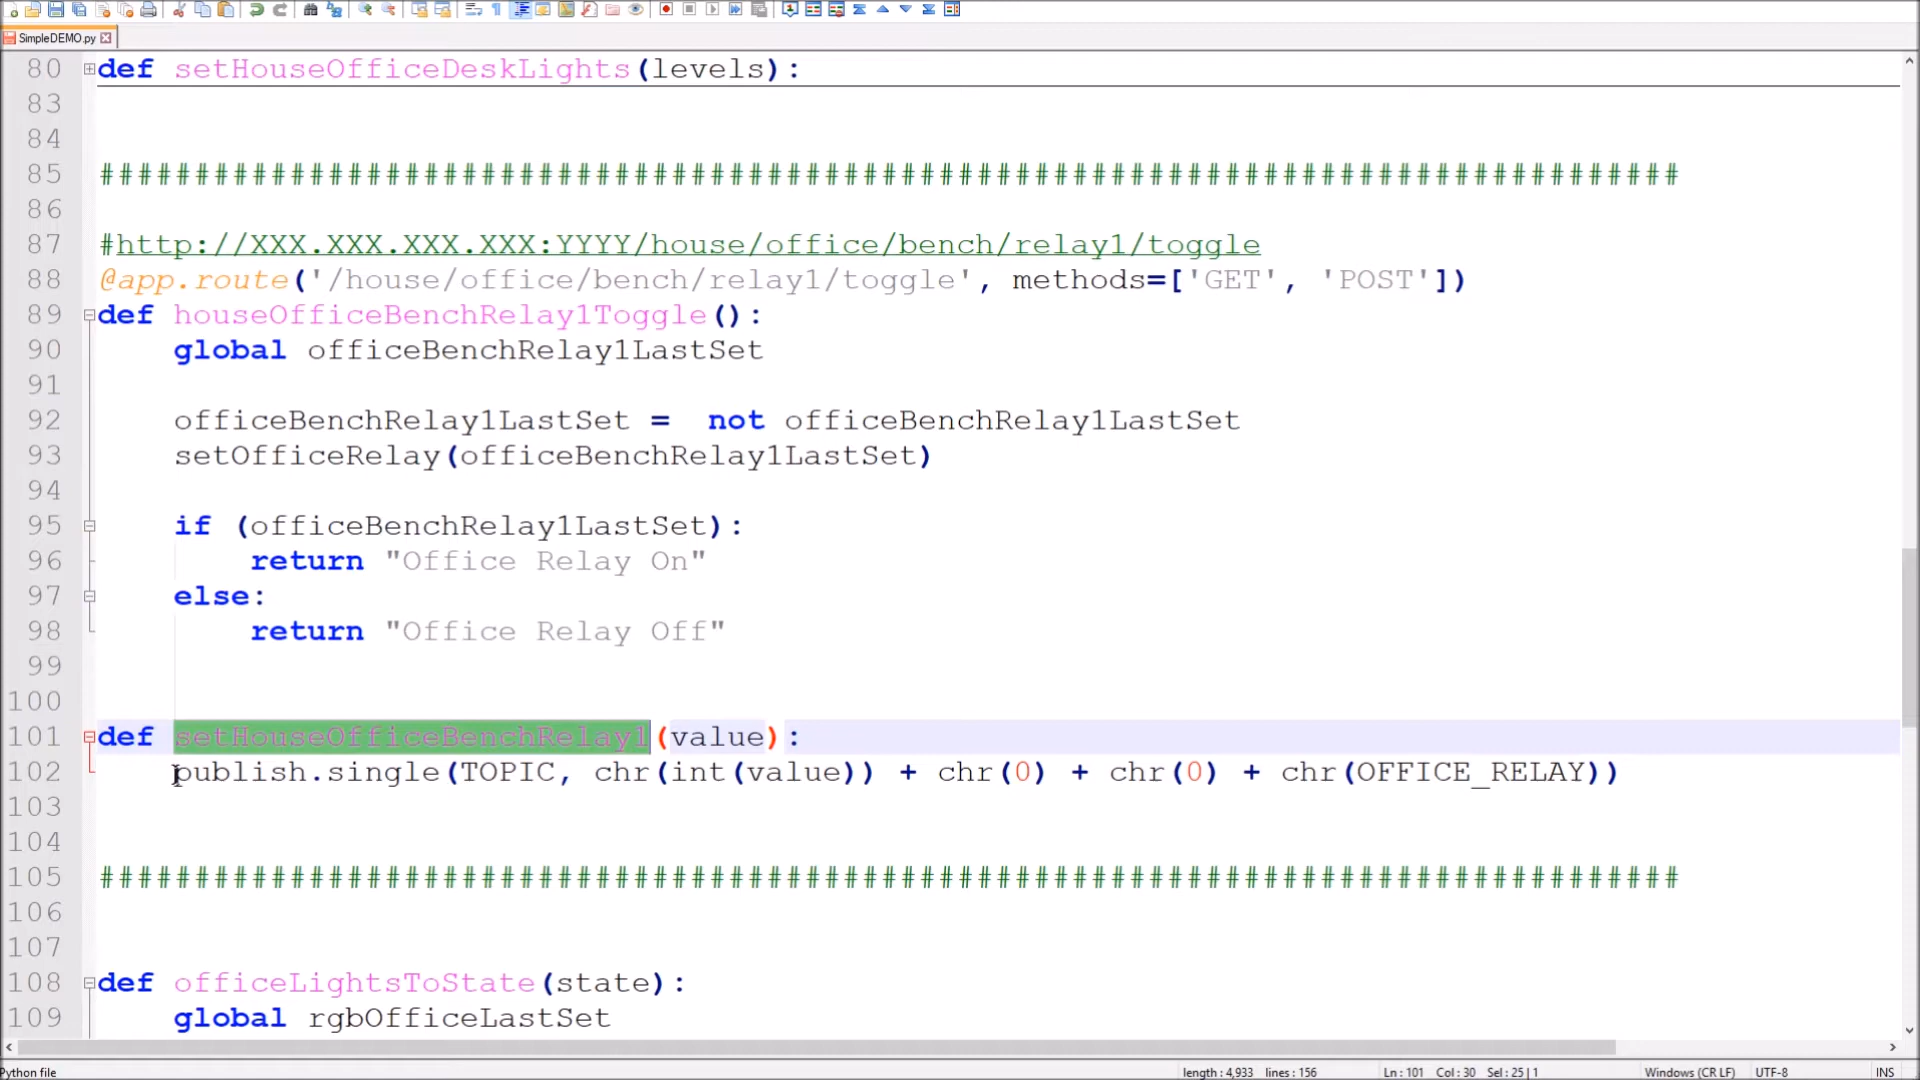 SimpleDEMO.py
80 def setHouseOfficeDeskLights(levels):
83
84
85 ###################################################################################
86
87 #http://XXX.XXX.XXX.XXX:YYYY/house/office/bench/relay1/toggle
88 @app.route('/house/office/bench/relay1/toggle', methods=['GET', 'POST'])
89 def houseOfficeBenchRelay1Toggle():
90 global officeBenchRelay1LastSet
91
92 officeBenchRelay1LastSet =  not officeBenchRelay1LastSet
93 setOfficeRelay(officeBenchRelay1LastSet)
94
95 if (officeBenchRelay1LastSet):
96 return "Office Relay On"
97 else:
98 return "Office Relay Off"
99
100
101 def setHouseOfficeBenchRelay1(value):
102 publish.single(TOPIC, chr(int(value)) + chr(0) + chr(0) + chr(OFFICE_RELAY))
103
104
105 ###################################################################################
106
107
108 def officeLightsToState(state):
109 global rgbOfficeLastSet
Python file length : 4,933 lines : 156 Ln : 101 Col : 30 Sel : 25 | 1 Windows (CR LF) UTF-8 INS